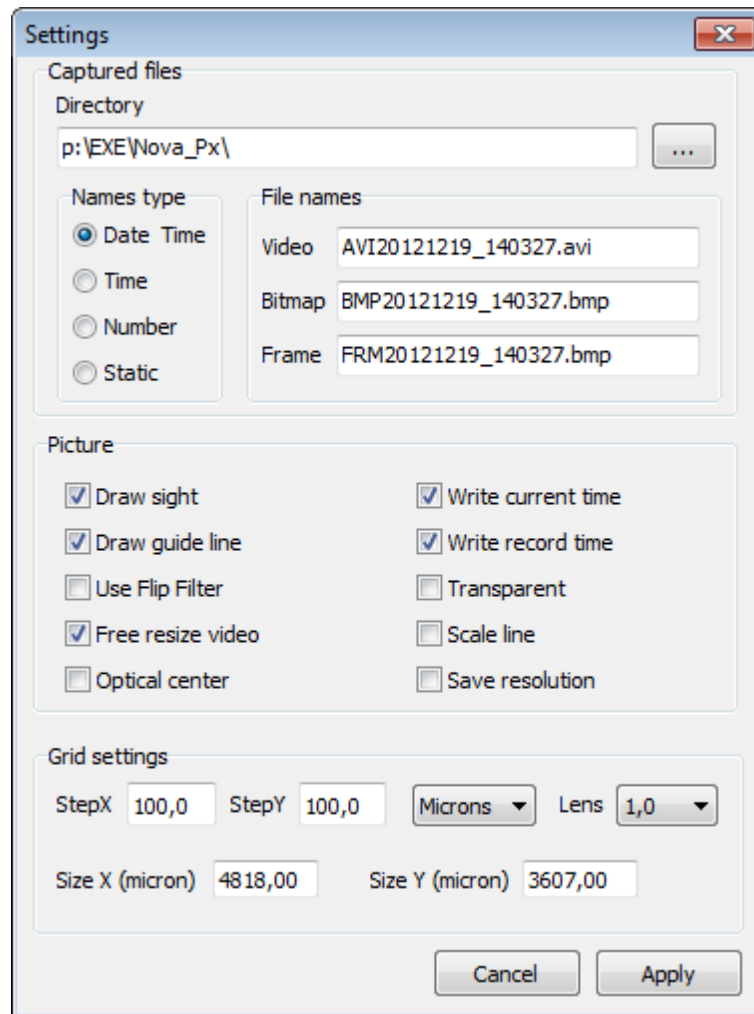 Settings
Captured files
Directory
p:\EXE\Nova_Px\
...
Names type
Date Time
Time
Number
Static
File names
Video AVI20121219_140327.avi
Bitmap BMP20121219_140327.bmp
Frame FRM20121219_140327.bmp
Picture
Draw sight
Draw guide line
Use Flip Filter
Free resize video
Optical center
Write current time
Write record time
Transparent
Scale line
Save resolution
Grid settings
StepX 100,0 StepY 100,0 Microns Lens 1,0
Size X (micron) 4818,00 Size Y (micron) 3607,00
Cancel Apply